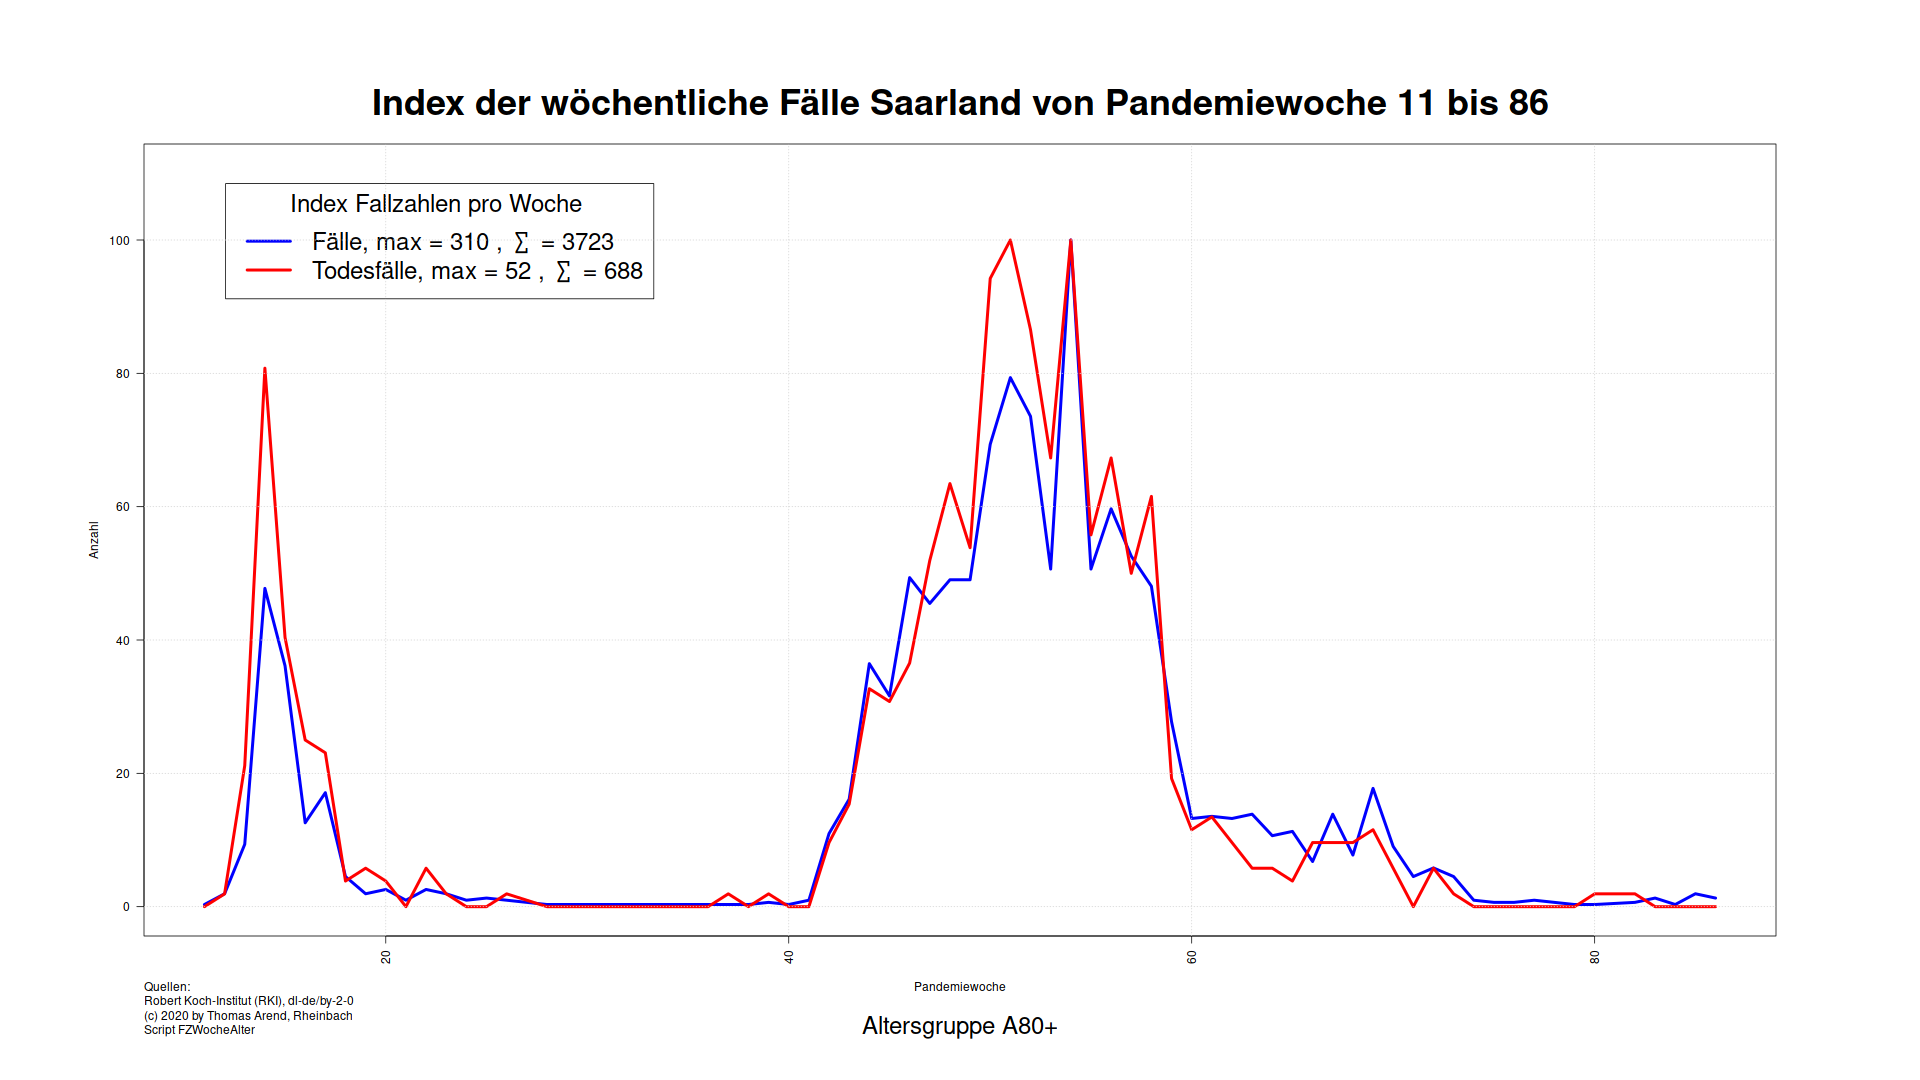 Index der wöchentliche Fälle Saarland von Pandemiewoche 11 bis 86
Index Fallzahlen pro Woche
Fälle, max = 310 , ∑ = 3723
Todesfälle, max = 52 , ∑ = 688
100
80
60
40
20
0
Anzahl
20
40
60
80
Pandemiewoche
Altersgruppe A80+
Quellen:
Robert Koch-Institut (RKI), dl-de/by-2-0
(c) 2020 by Thomas Arend, Rheinbach
Script FZWocheAlter